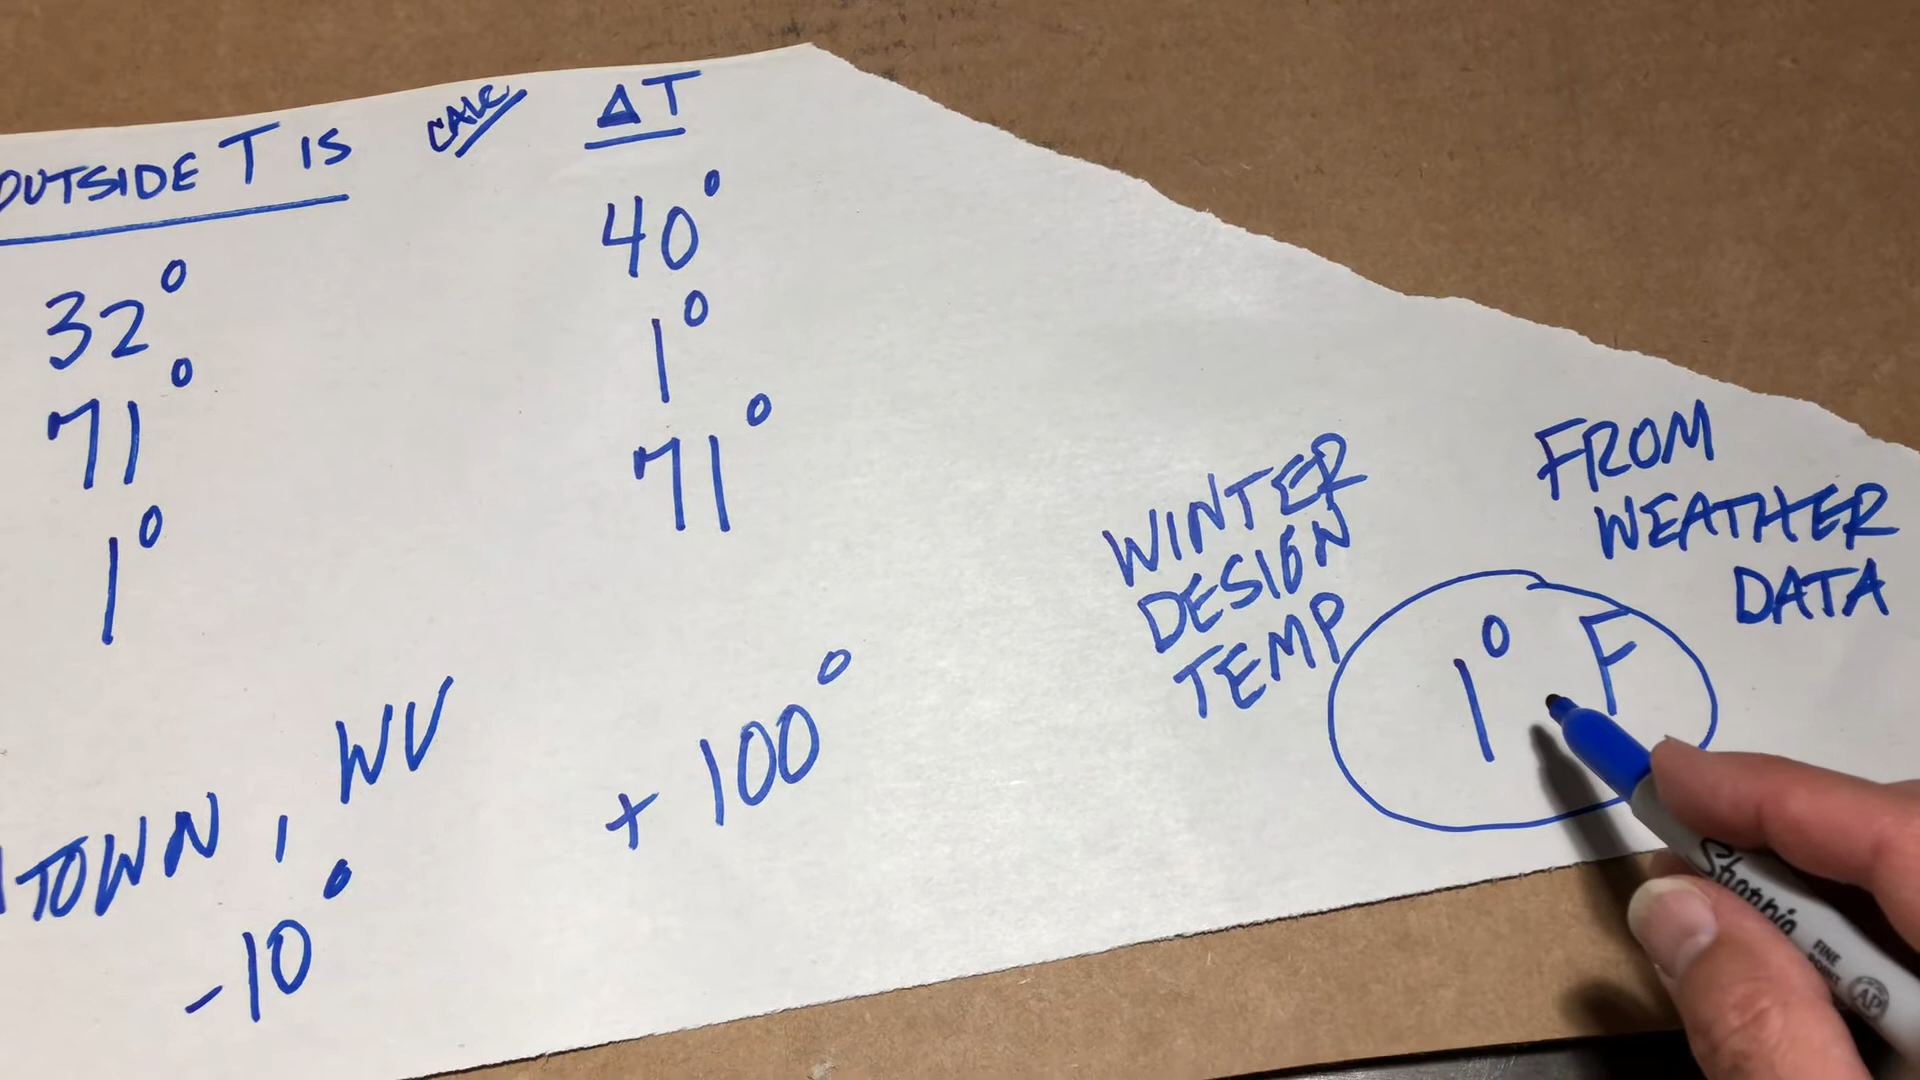 OUTSIDE T IS CALC ΔT
32° 40°
71° 1°
1° 71°
WINTER
DESIGN
TEMP
FROM
WEATHER
DATA
1° F
TOWN, WV
-10° +100°
Sharpie
FINE
POINT
AP